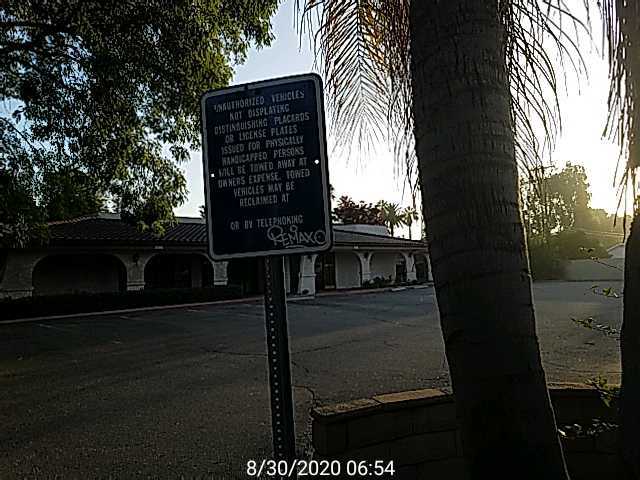 UNAUTHORIZED VEHICLES
NOT DISPLAYING
DISTINGUISHING PLACARDS
OR LICENSE PLATES
ISSUED FOR PHYSICALLY
HANDICAPPED PERSONS
WILL BE TOWED AWAY AT
OWNERS EXPENSE. TOWED
VEHICLES MAY BE
RECLAIMED AT
OR BY TELEPHONING
8/30/2020 06:54